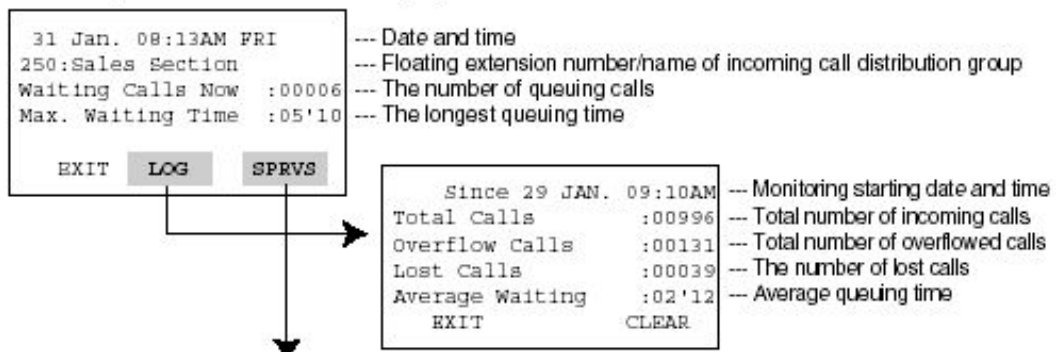 31 Jan. 08:13AM FRI --- Date and time
250:Sales Section --- Floating extension number/name of incoming call distribution group
Waiting Calls Now :00006 --- The number of queuing calls
Max. Waiting Time :05'10 --- The longest queuing time
EXIT LOG SPRVS
Since 29 JAN. 09:10AM --- Monitoring starting date and time
Total Calls :00996 --- Total number of incoming calls
Overflow Calls :00131 --- Total number of overflowed calls
Lost Calls :00039 --- The number of lost calls
Average Waiting :02'12 --- Average queuing time
EXIT CLEAR